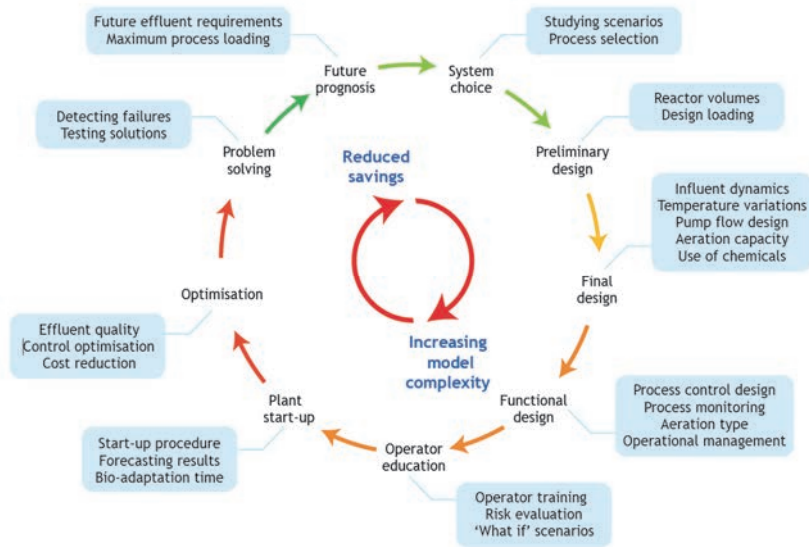 Future effluent requirements
Maximum process loading
Future
prognosis
Studying scenarios
Process selection
System
choice
Reactor volumes
Design loading
Preliminary
design
Influent dynamics
Temperature variations
Pump flow design
Aeration capacity
Use of chemicals
Final
design
Process control design
Process monitoring
Aeration type
Operational management
Functional
design
Operator training
Risk evaluation
'What if' scenarios
Operator
education
Start-up procedure
Forecasting results
Bio-adaptation time
Plant
start-up
Effluent quality
Control optimisation
Cost reduction
Optimisation
Detecting failures
Testing solutions
Problem
solving
Reduced
savings
Increasing
model
complexity